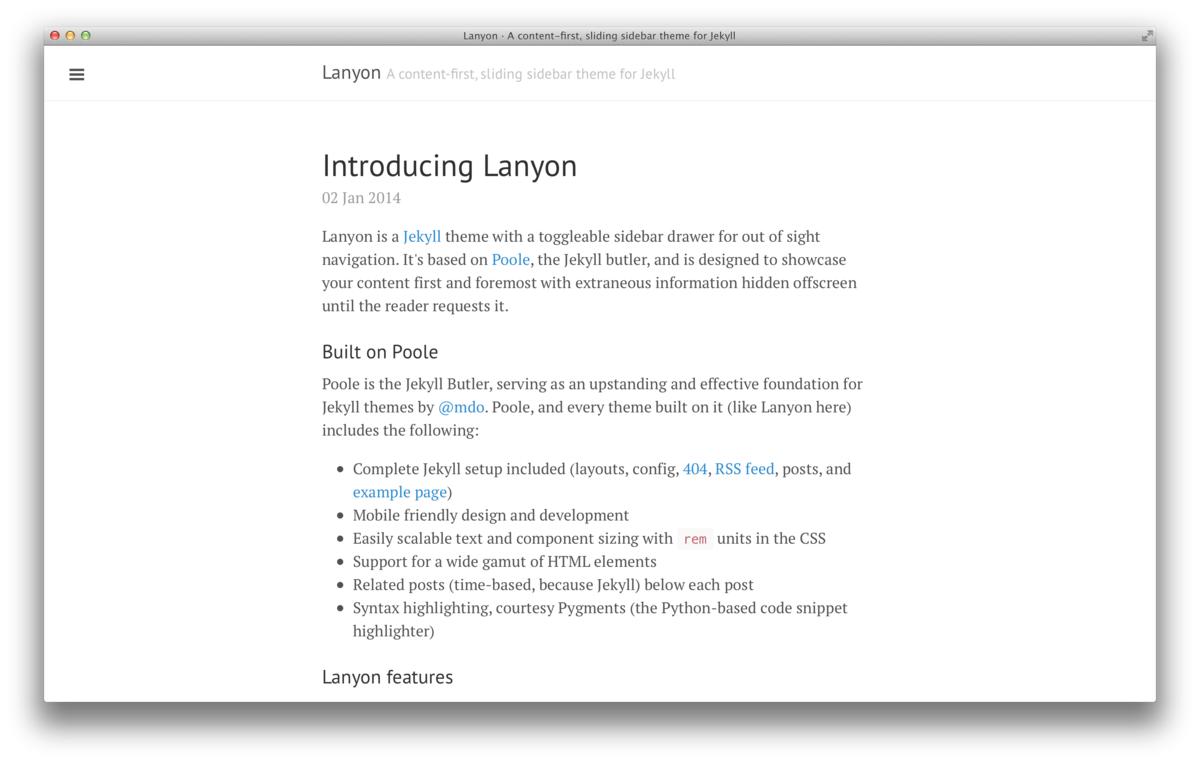 Lanyon · A content-first, sliding sidebar theme for Jekyll
Lanyon A content-first, sliding sidebar theme for Jekyll
Introducing Lanyon
02 Jan 2014
Lanyon is a Jekyll theme with a toggleable sidebar drawer for out of sight
navigation. It's based on Poole, the Jekyll butler, and is designed to showcase
your content first and foremost with extraneous information hidden offscreen
until the reader requests it.
Built on Poole
Poole is the Jekyll Butler, serving as an upstanding and effective foundation for
Jekyll themes by @mdo. Poole, and every theme built on it (like Lanyon here)
includes the following:
• Complete Jekyll setup included (layouts, config, 404, RSS feed, posts, and
example page)
• Mobile friendly design and development
• Easily scalable text and component sizing with rem units in the CSS
• Support for a wide gamut of HTML elements
• Related posts (time-based, because Jekyll) below each post
• Syntax highlighting, courtesy Pygments (the Python-based code snippet
highlighter)
Lanyon features